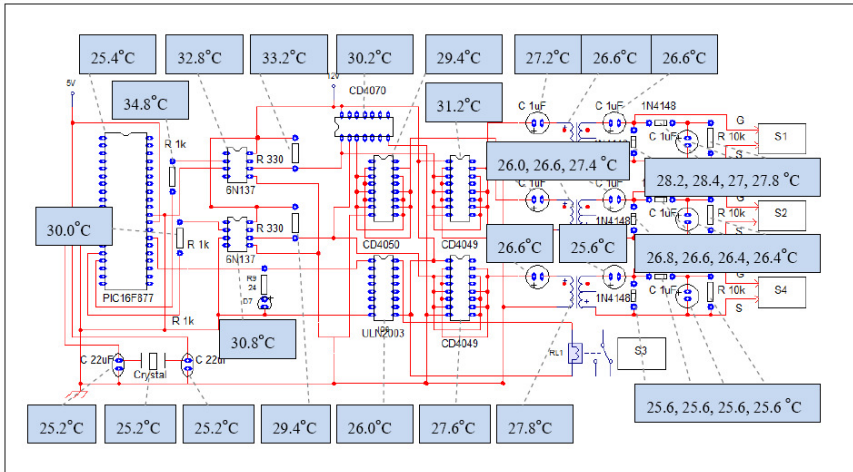 25.4°C
32.8°C
33.2°C
30.2°C
29.4°C
27.2°C
26.6°C
26.6°C
5V
12V
CD4070
34.8°C
31.2°C
C 1uF
C 1uF
1N4148
G
R 1k
C 1uF
R 10k
S1
R 330
S
6N137
26.0, 26.6, 27.4 °C
28.2, 28.4, 27, 27.8 °C
C 1uF
C 1uF
R 10k
S2
30.0°C
R 1k
R 330
CD4050
CD4049
1N4148
C 1uF
S
6N137
26.6°C
25.6°C
26.8, 26.6, 26.4, 26.4 °C
G
PIC16F877
R9
24
D7
1N4148
C 1uF
R 10k
S4
S
R 1k
30.8°C
ULN2003
CD4049
RL1
S3
C 22uF
Crystal
C 22uF
25.6, 25.6, 25.6, 25.6 °C
25.2°C
25.2°C
25.2°C
29.4°C
26.0°C
27.6°C
27.8°C